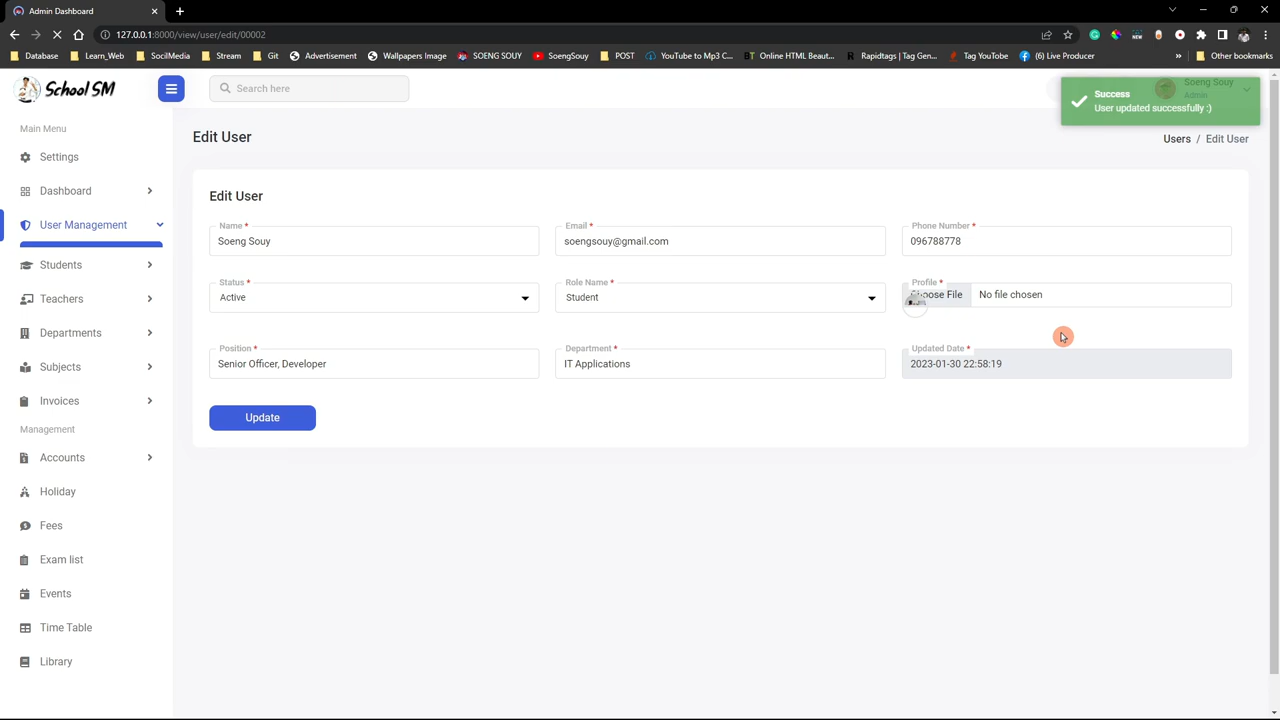 Admin Dashboard
127.0.0.1:8000/view/user/edit/00002
Database
Learn_Web
SocilMedia
Stream
Git
Advertisement
Wallpapers Image
SOENG SOUY
SoengSouy
POST
YouTube to Mp3 C...
Online HTML Beaut...
Rapidtags | Tag Gen...
Tag YouTube
(6) Live Producer
»
Other bookmarks
School SM
Search here
Soeng Souy
Admin
Success
User updated successfully :)
Main Menu
Settings
Dashboard
User Management
Students
Teachers
Departments
Subjects
Invoices
Management
Accounts
Holiday
Fees
Exam list
Events
Time Table
Library
Edit User
Users / Edit User
Edit User
Name *
Soeng Souy
Email *
soengsouy@gmail.com
Phone Number *
096788778
Status *
Active
Role Name *
Student
Profile *
Choose File No file chosen
Position *
Senior Officer, Developer
Department *
IT Applications
Updated Date *
2023-01-30 22:58:19
Update